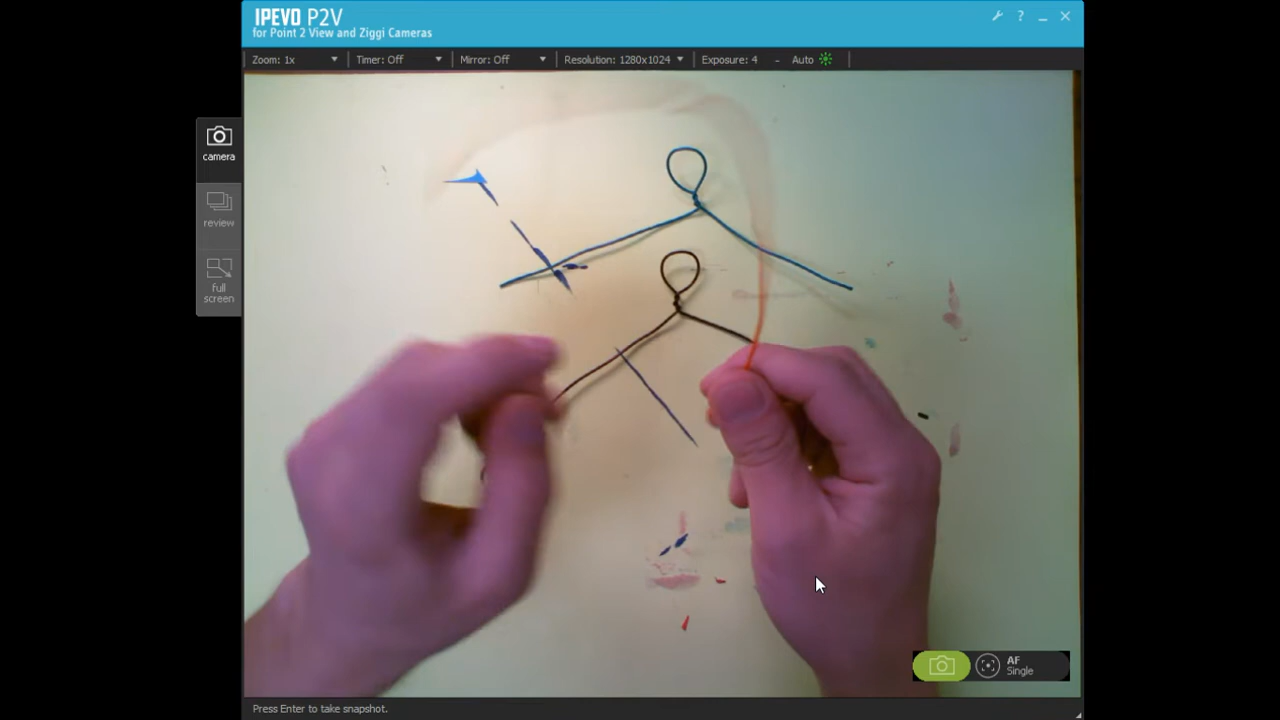 IPEVO P2V
for Point 2 View and Ziggi Cameras
Zoom: 1x Timer: Off Mirror: Off Resolution: 1280x1024 Exposure: 4 - Auto
camera
review
full
screen
AF
Single
Press Enter to take snapshot.